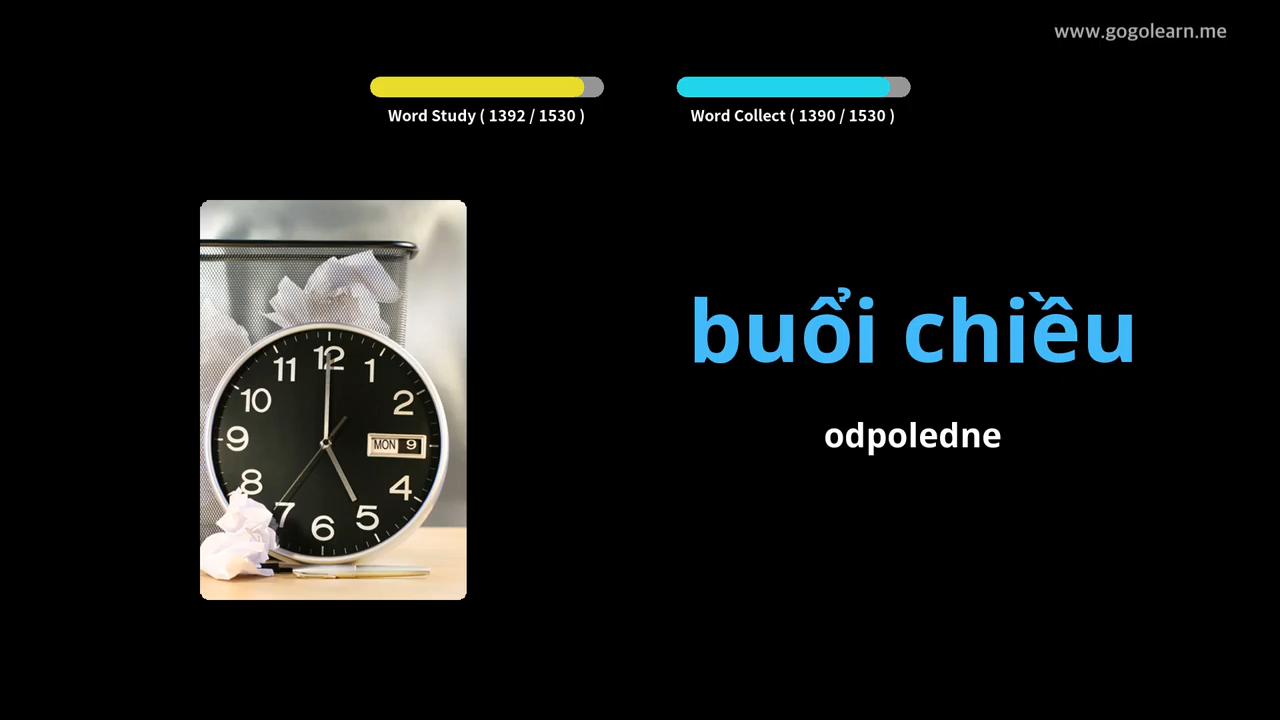 www.gogolearn.me
Word Study ( 1392 / 1530 )
Word Collect ( 1390 / 1530 )
buổi chiều
odpoledne
12
11
1
10
2
9
MON 9
8
4
7
5
6